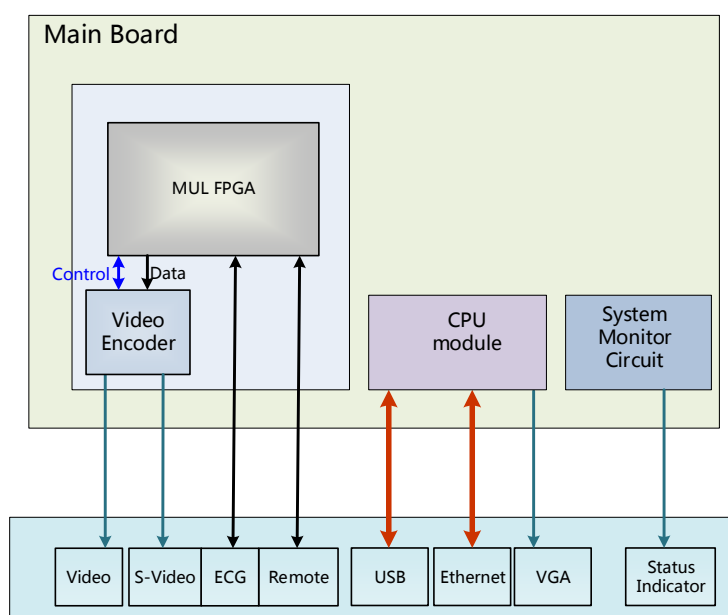 Main Board
MUL FPGA
Control
Data
Video
Encoder
CPU
module
System
Monitor
Circuit
Video
S-Video
ECG
Remote
USB
Ethernet
VGA
Status
Indicator